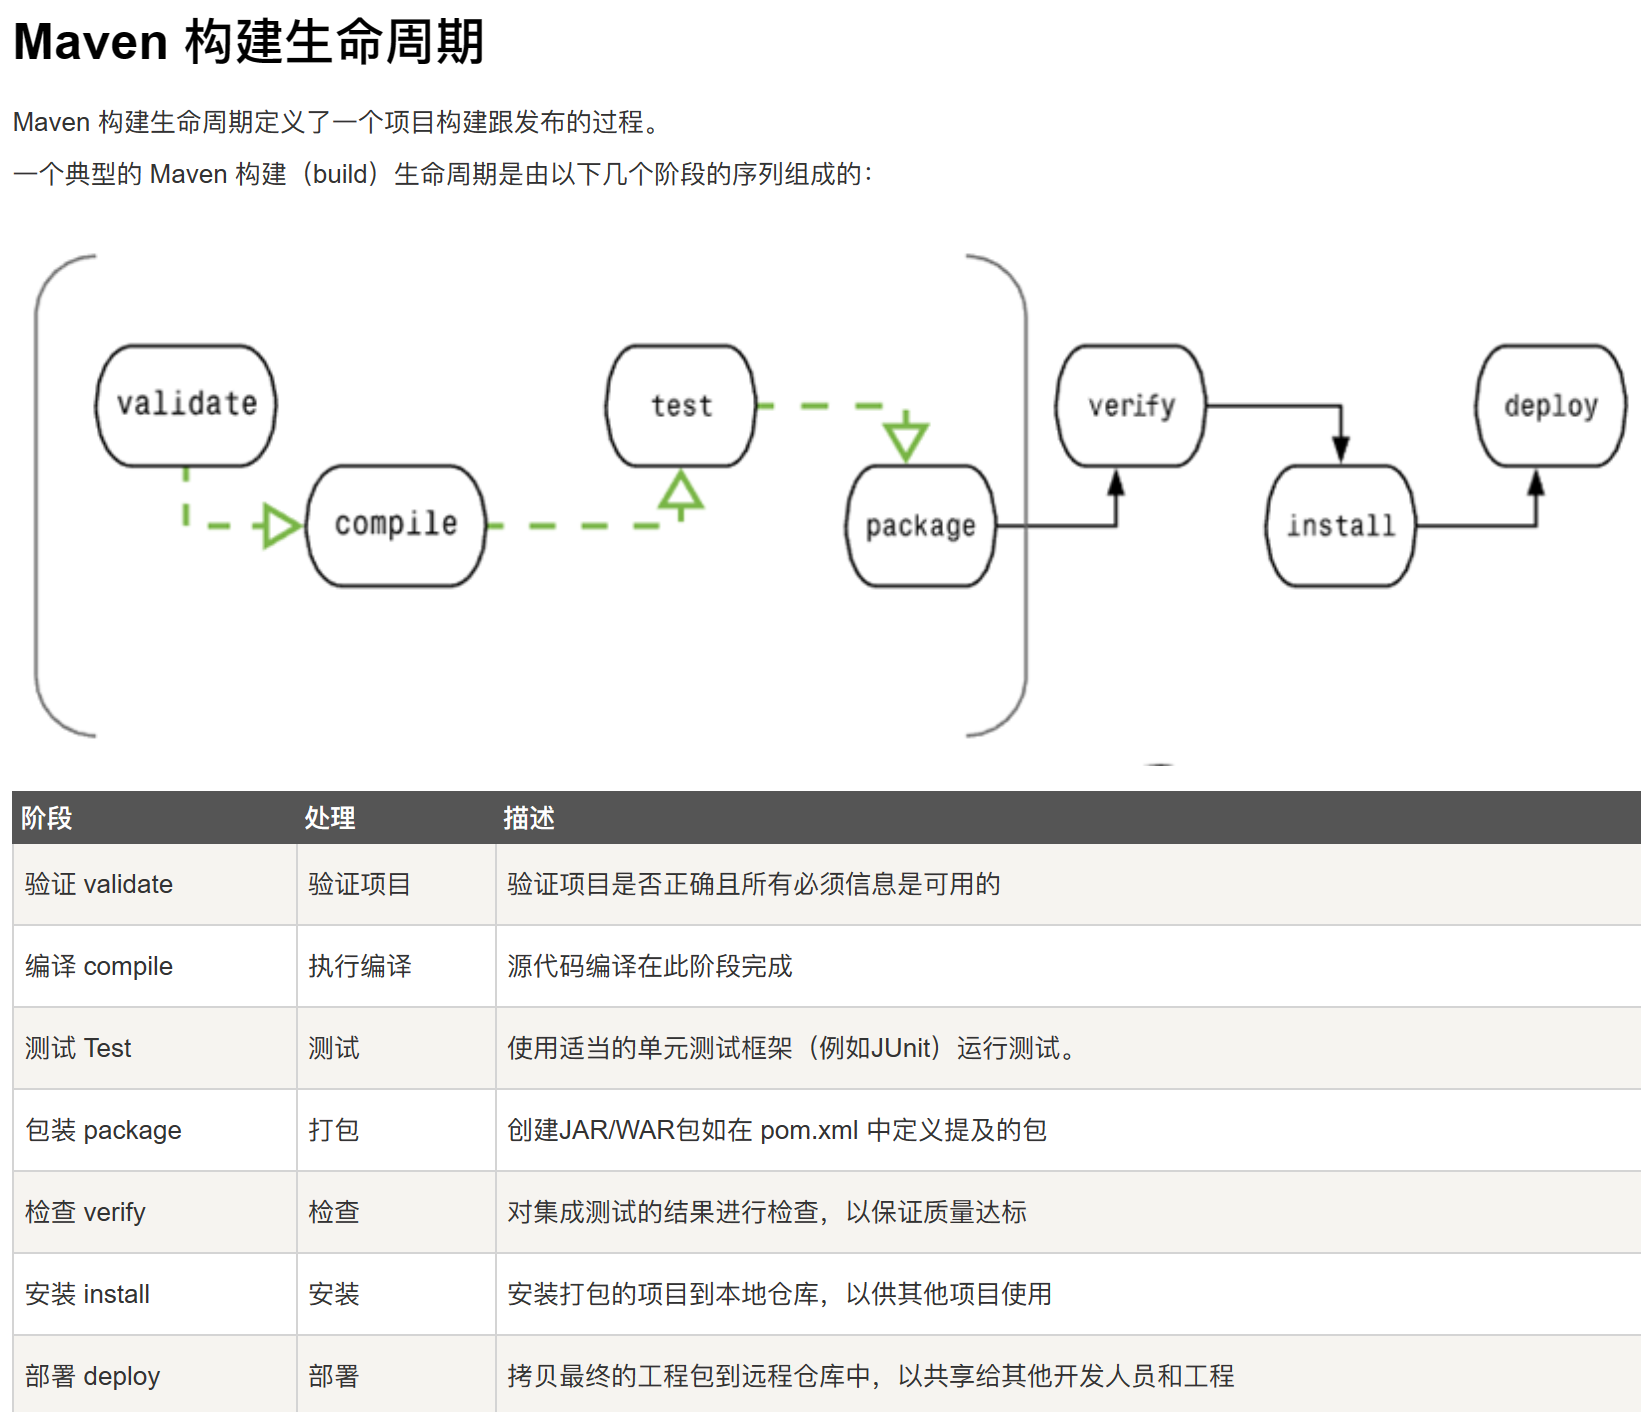 Maven 构建生命周期
Maven 构建生命周期定义了一个项目构建跟发布的过程。
一个典型的 Maven 构建（build）生命周期是由以下几个阶段的序列组成的：
validate
compile
test
package
verify
install
deploy
阶段 处理 描述
验证 validate 验证项目 验证项目是否正确且所有必须信息是可用的
编译 compile 执行编译 源代码编译在此阶段完成
测试 Test 测试 使用适当的单元测试框架（例如JUnit）运行测试。
包装 package 打包 创建JAR/WAR包如在 pom.xml 中定义提及的包
检查 verify 检查 对集成测试的结果进行检查，以保证质量达标
安装 install 安装 安装打包的项目到本地仓库，以供其他项目使用
部署 deploy 部署 拷贝最终的工程包到远程仓库中，以共享给其他开发人员和工程